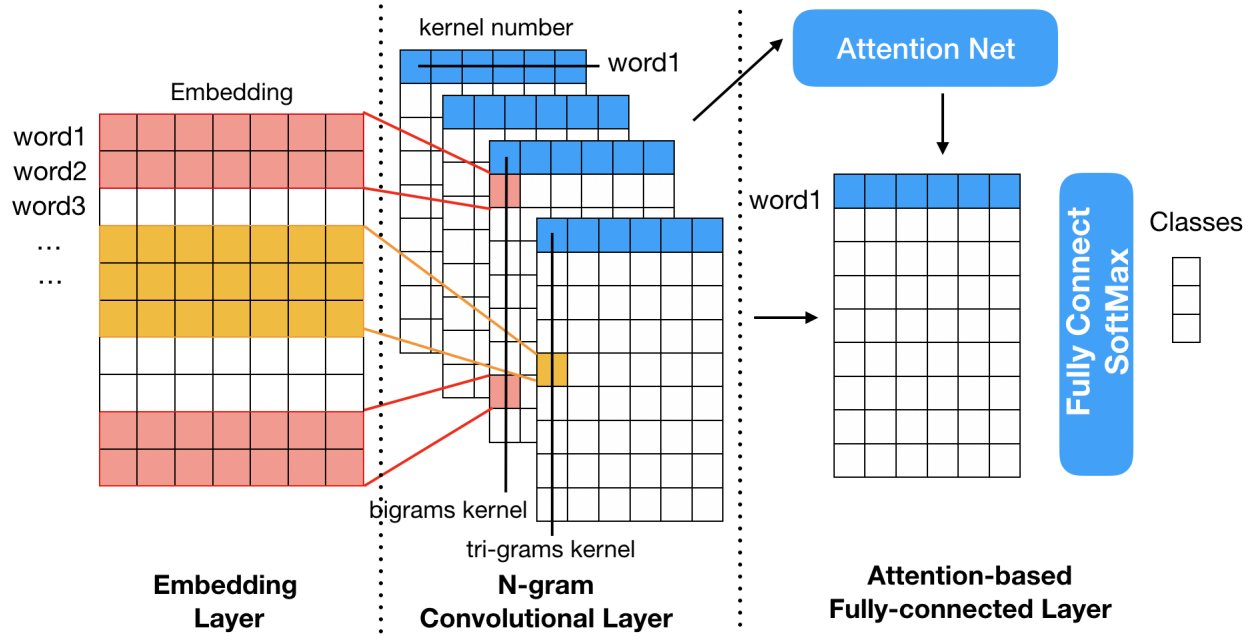 kernel number
word1
Attention Net
Embedding
word1
word2
word3
...
...
word1
Classes
Fully Connect
SoftMax
bigrams kernel
tri-grams kernel
Embedding
Layer
N-gram
Convolutional Layer
Attention-based
Fully-connected Layer